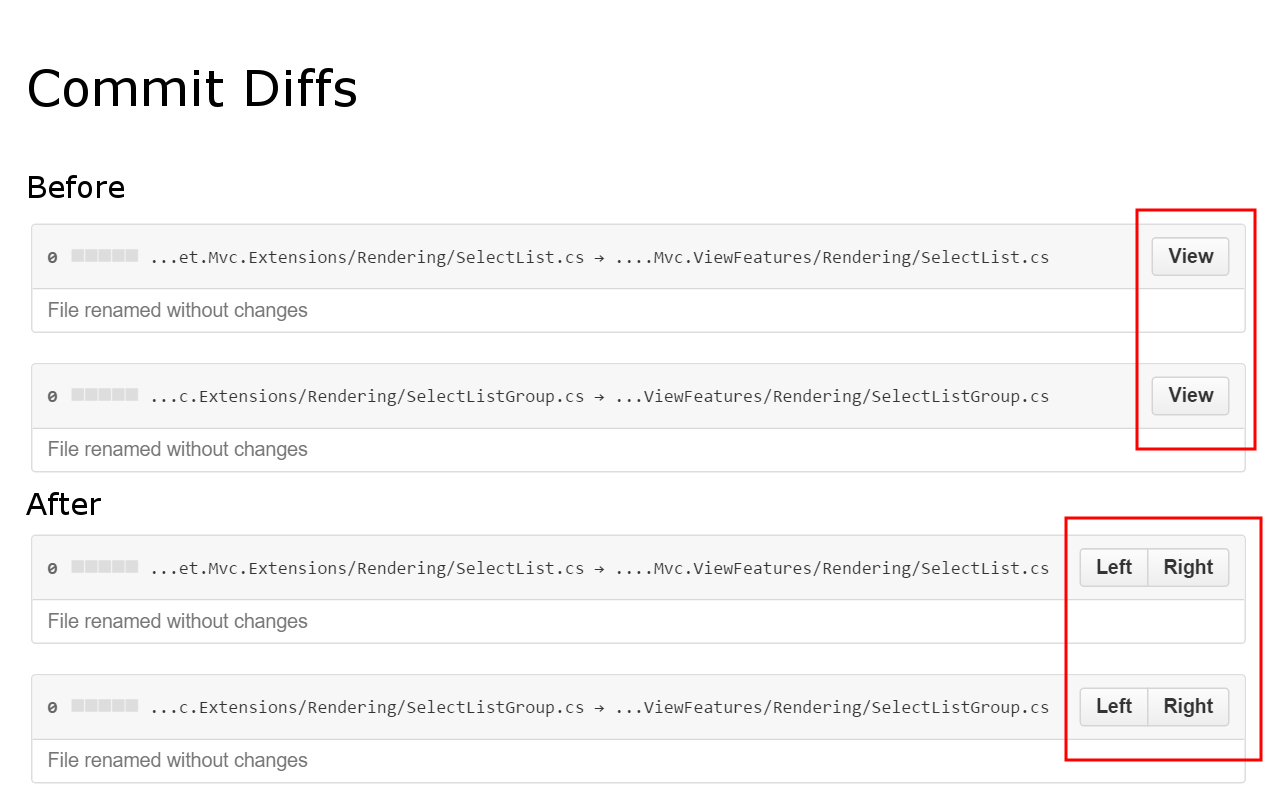 Commit Diffs
Before
0 ...et.Mvc.Extensions/Rendering/SelectList.cs → ....Mvc.ViewFeatures/Rendering/SelectList.cs View
File renamed without changes
0 ...c.Extensions/Rendering/SelectListGroup.cs → ...ViewFeatures/Rendering/SelectListGroup.cs View
File renamed without changes
After
0 ...et.Mvc.Extensions/Rendering/SelectList.cs → ....Mvc.ViewFeatures/Rendering/SelectList.cs Left Right
File renamed without changes
0 ...c.Extensions/Rendering/SelectListGroup.cs → ...ViewFeatures/Rendering/SelectListGroup.cs Left Right
File renamed without changes